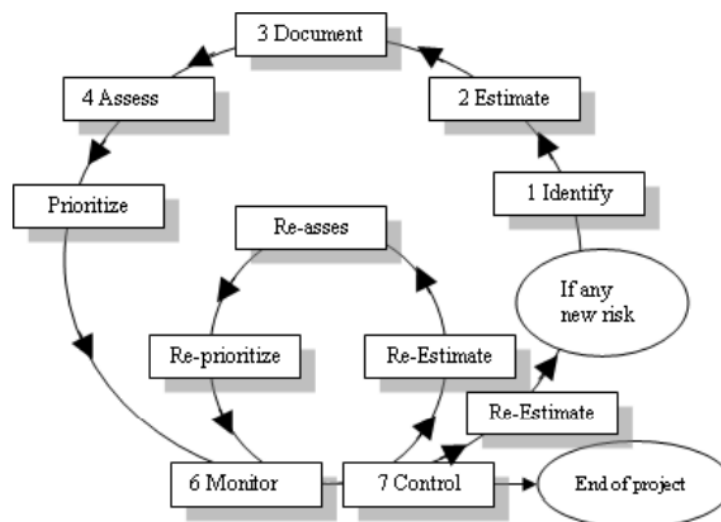 3 Document
4 Assess
2 Estimate
Prioritize
1 Identify
Re-asses
If any
new risk
Re-prioritize
Re-Estimate
Re-Estimate
6 Monitor
7 Control
End of project